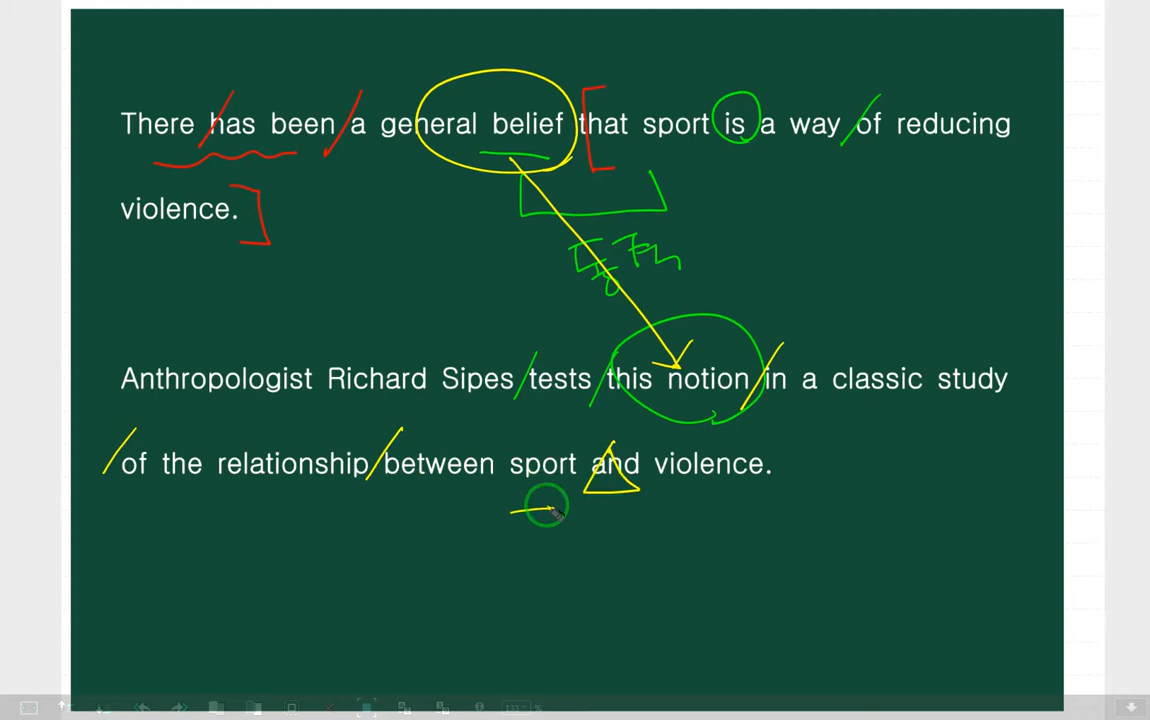 There has been a general belief that sport is a way of reducing
violence.
Anthropologist Richard Sipes tests this notion in a classic study
of the relationship between sport and violence.
133.%